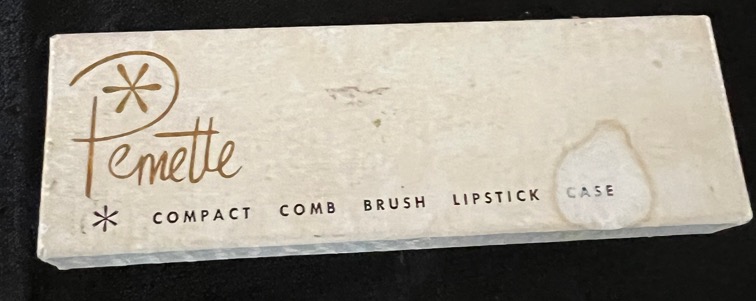 Pemette
* COMPACT COMB BRUSH LIPSTICK CASE